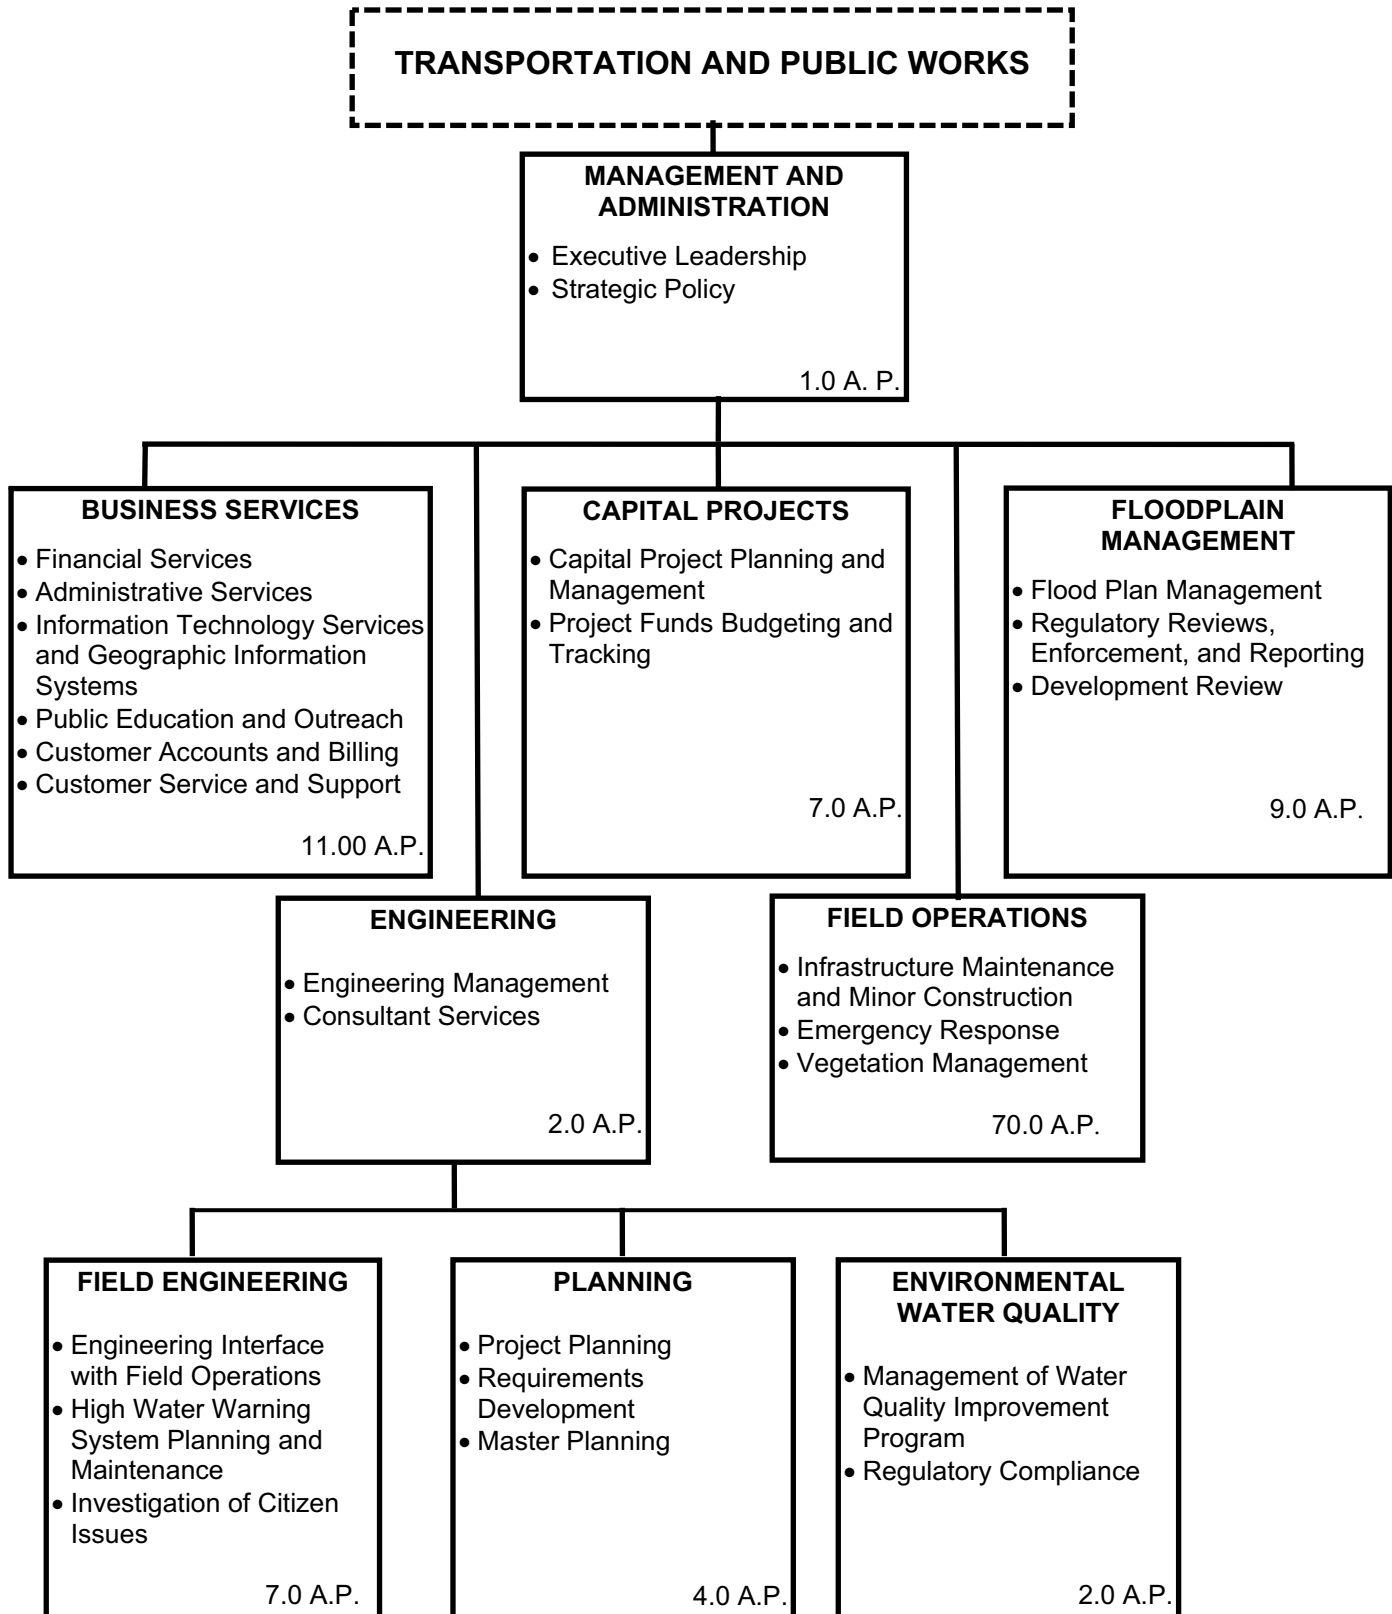 TRANSPORTATION AND PUBLIC WORKS
MANAGEMENT AND
ADMINISTRATION
• Executive Leadership
• Strategic Policy
1.0 A. P.
BUSINESS SERVICES
• Financial Services
• Administrative Services
• Information Technology Services
and Geographic Information
Systems
• Public Education and Outreach
• Customer Accounts and Billing
• Customer Service and Support
11.00 A.P.
CAPITAL PROJECTS
• Capital Project Planning and
Management
• Project Funds Budgeting and
Tracking
7.0 A.P.
FLOODPLAIN
MANAGEMENT
• Flood Plan Management
• Regulatory Reviews,
Enforcement, and Reporting
• Development Review
9.0 A.P.
ENGINEERING
• Engineering Management
• Consultant Services
2.0 A.P.
FIELD OPERATIONS
• Infrastructure Maintenance
and Minor Construction
• Emergency Response
• Vegetation Management
70.0 A.P.
FIELD ENGINEERING
• Engineering Interface
with Field Operations
• High Water Warning
System Planning and
Maintenance
• Investigation of Citizen
Issues
7.0 A.P.
PLANNING
• Project Planning
• Requirements
Development
• Master Planning
4.0 A.P.
ENVIRONMENTAL
WATER QUALITY
• Management of Water
Quality Improvement
Program
• Regulatory Compliance
2.0 A.P.